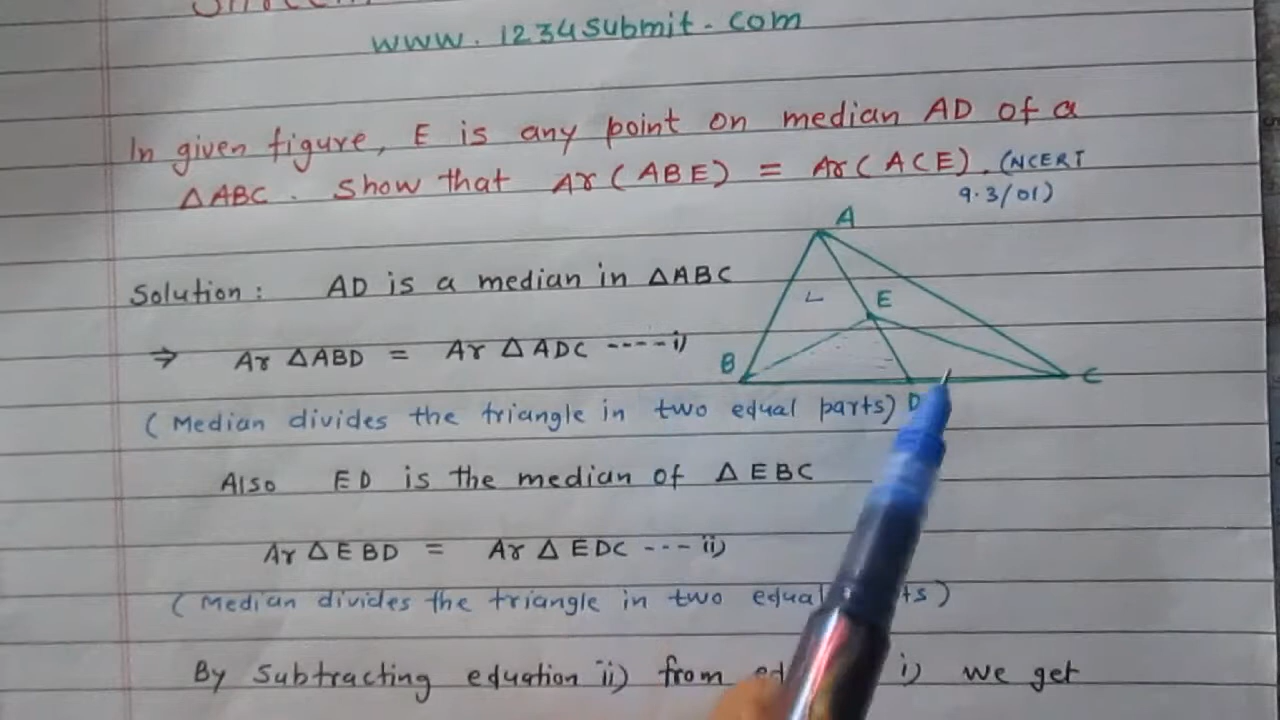 www.1234submit.com
In given figure, E is any point on median AD of a
ΔABC. Show that Ar(ABE) = Ar(ACE). (NCERT
9.3/01)
A
Solution: AD is a median in ΔABC
E
⇒ Ar ΔABD = Ar ΔADC ----i)
B
C
(Median divides the triangle in two equal parts) D
Also ED is the median of ΔEBC
Ar ΔEBD = Ar ΔEDC --- ii)
(Median divides the triangle in two equal
By Subtracting equation ii) from i) we get